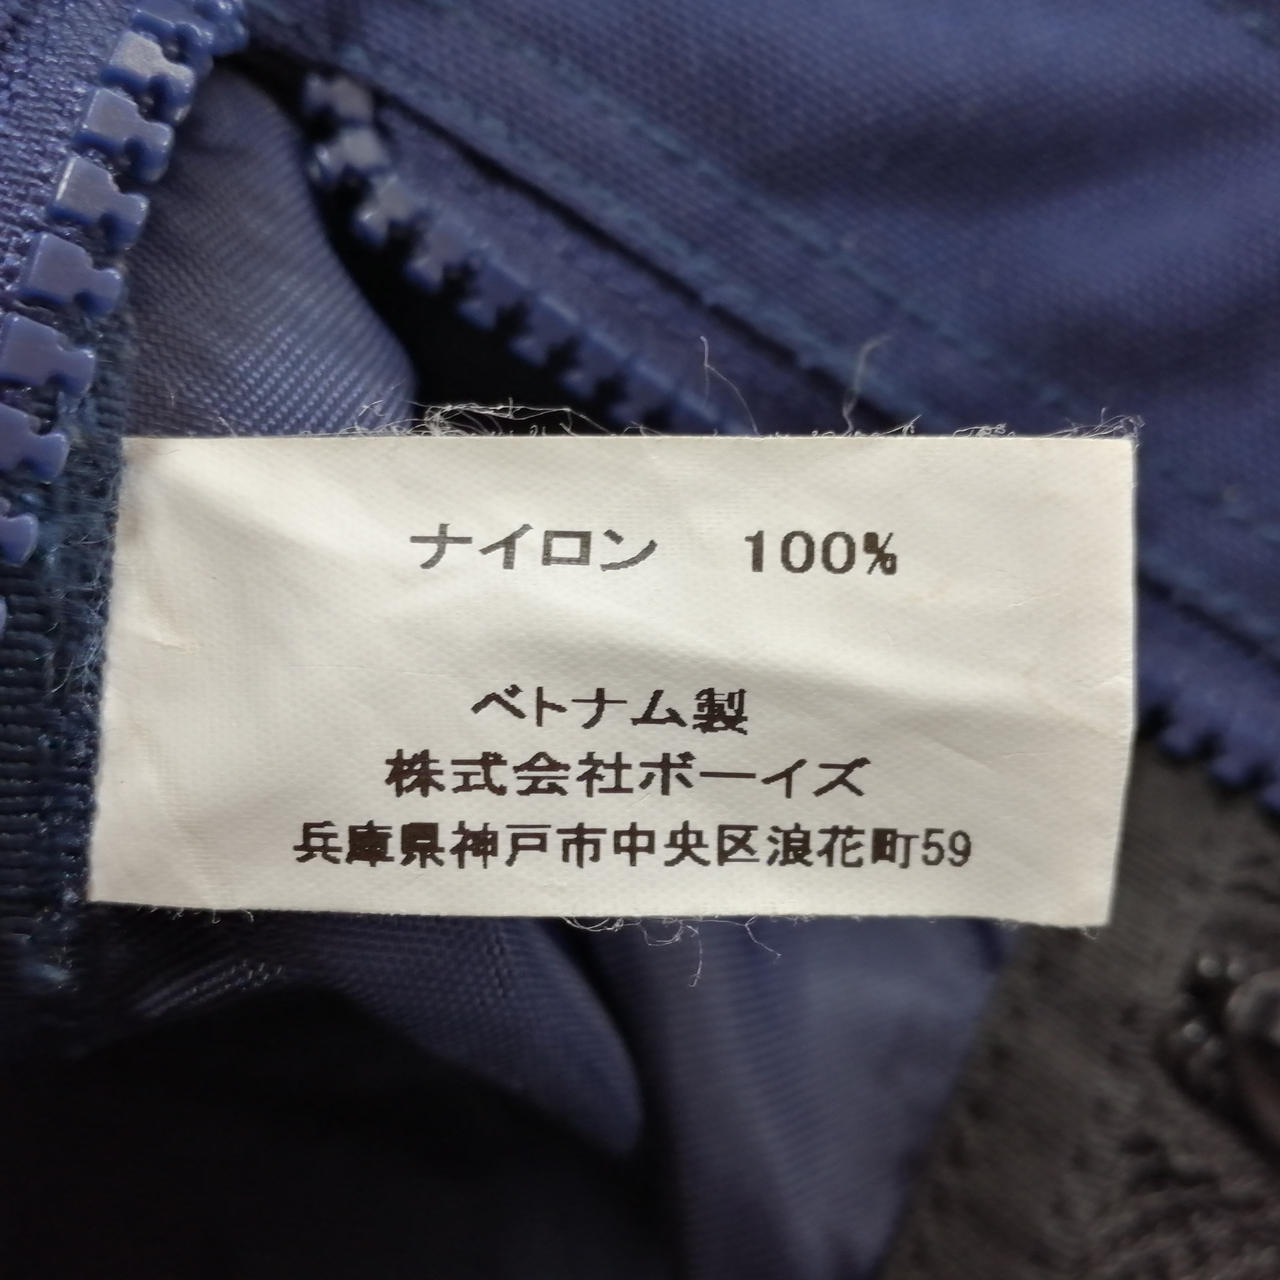 ナイロン　100%
ベトナム製
株式会社ボーイズ
兵庫県神戸市中央区浪花町59